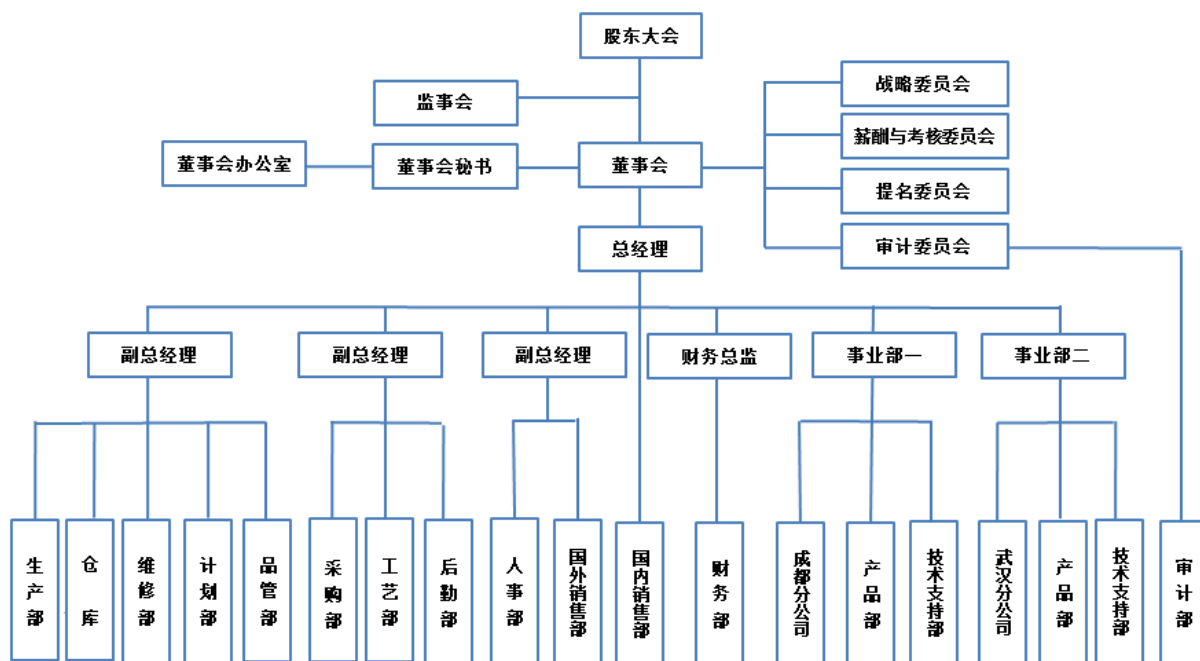 股东大会
监事会
战略委员会
薪酬与考核委员会
董事会办公室
董事会秘书
董事会
提名委员会
总经理
审计委员会
副总经理
副总经理
副总经理
财务总监
事业部一
事业部二
生产部
仓库
维修部
计划部
品管部
采购部
工艺部
后勤部
人事部
国外销售部
国内销售部
财务部
成都分公司
产品部
技术支持部
武汉分公司
产品部
技术支持部
审计部